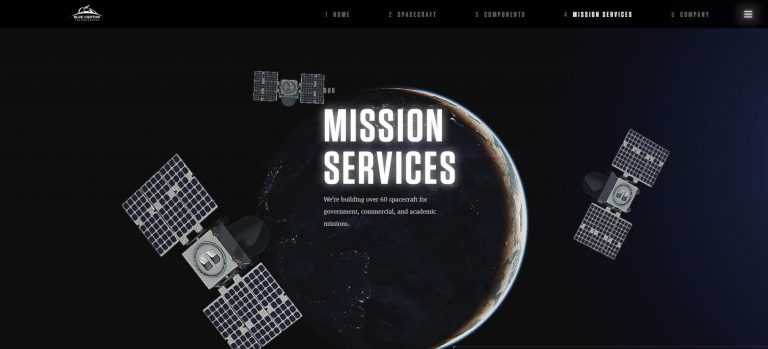 BLUE CANYON
TECHNOLOGIES
1 HOME
2 SPACECRAFT
3 COMPONENTS
4 MISSION SERVICES
5 COMPANY
OUR
MISSION
SERVICES
We're building over 60 spacecraft for
government, commercial, and academic
missions.